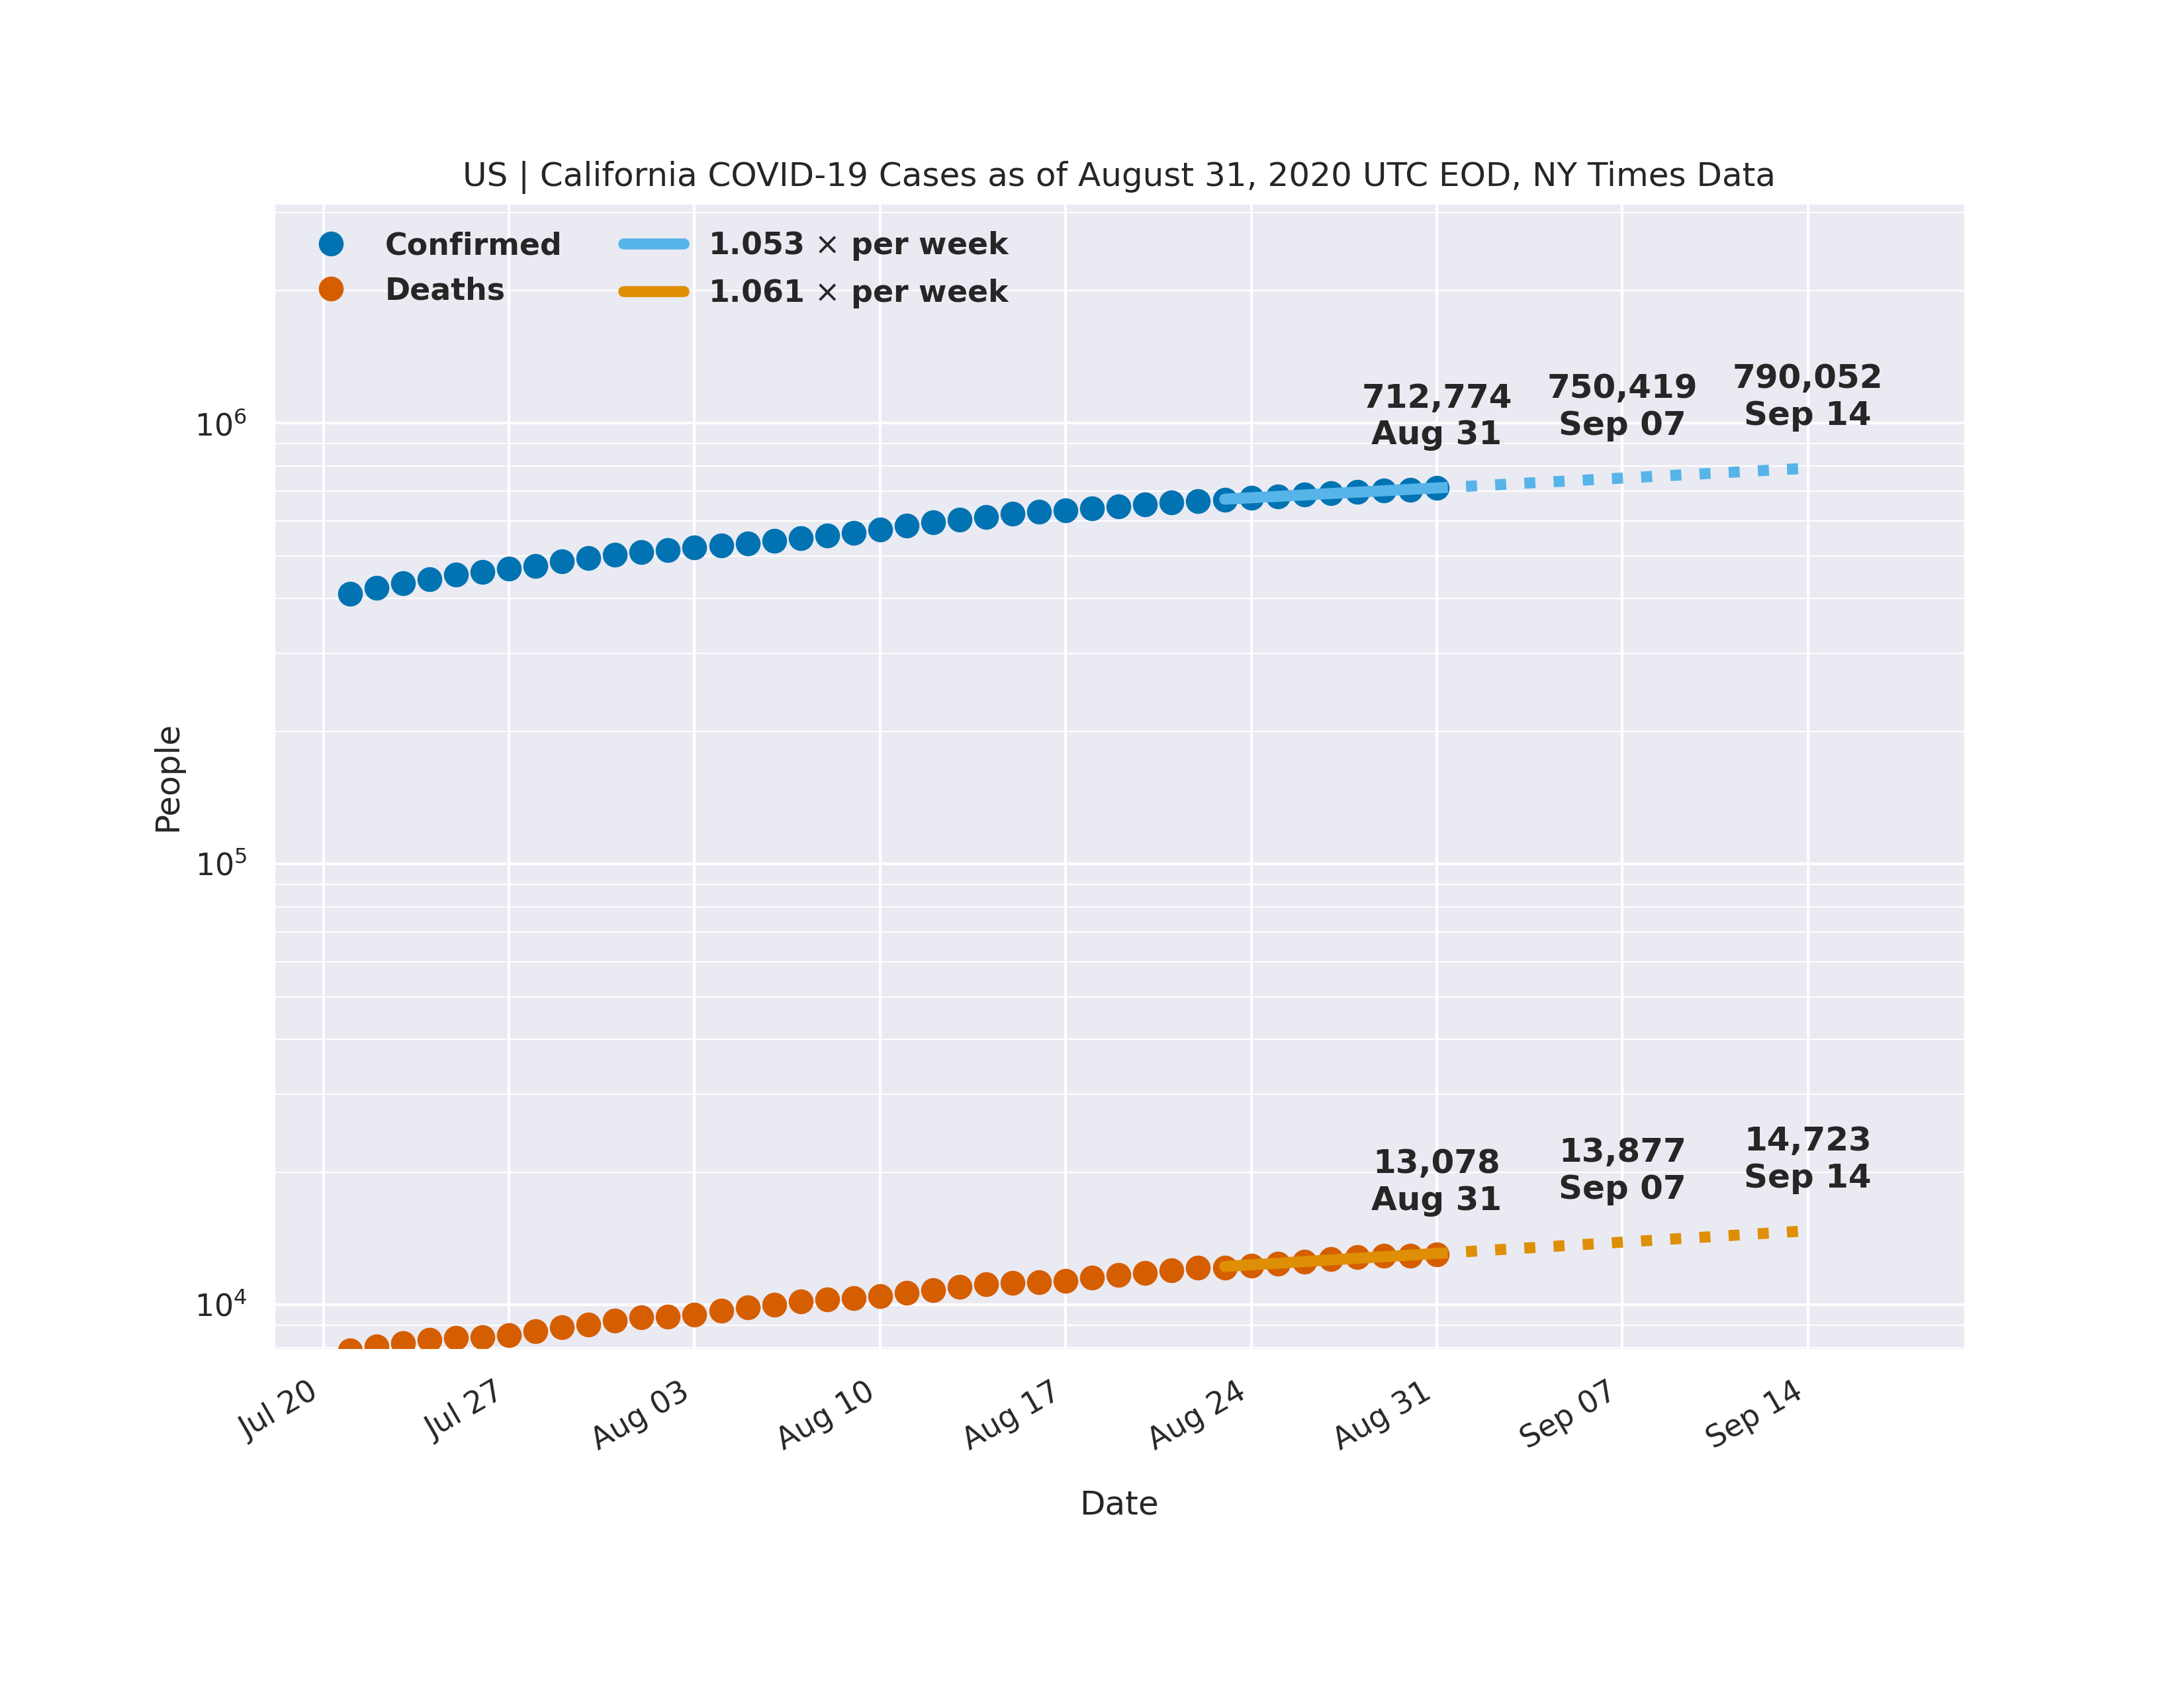 US | California COVID-19 Cases as of August 31, 2020 UTC EOD, NY Times Data
Confirmed
Deaths
1.053 × per week
1.061 × per week
712,774
Aug 31
750,419
Sep 07
790,052
Sep 14
13,078
Aug 31
13,877
Sep 07
14,723
Sep 14
People
10⁶
10⁵
10⁴
Jul 20
Jul 27
Aug 03
Aug 10
Aug 17
Aug 24
Aug 31
Sep 07
Sep 14
Date